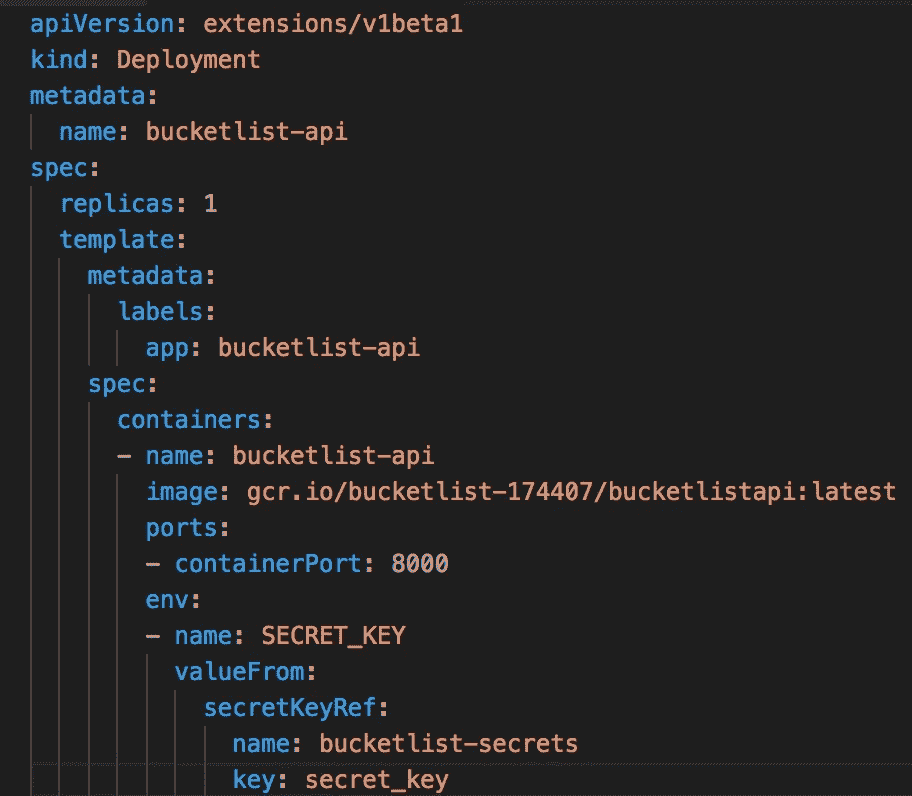 apiVersion: extensions/v1beta1
kind: Deployment
metadata:
  name: bucketlist-api
spec:
  replicas: 1
  template:
    metadata:
      labels:
        app: bucketlist-api
    spec:
      containers:
      - name: bucketlist-api
        image: gcr.io/bucketlist-174407/bucketlistapi:latest
        ports:
        - containerPort: 8000
        env:
        - name: SECRET_KEY
          valueFrom:
            secretKeyRef:
              name: bucketlist-secrets
              key: secret_key